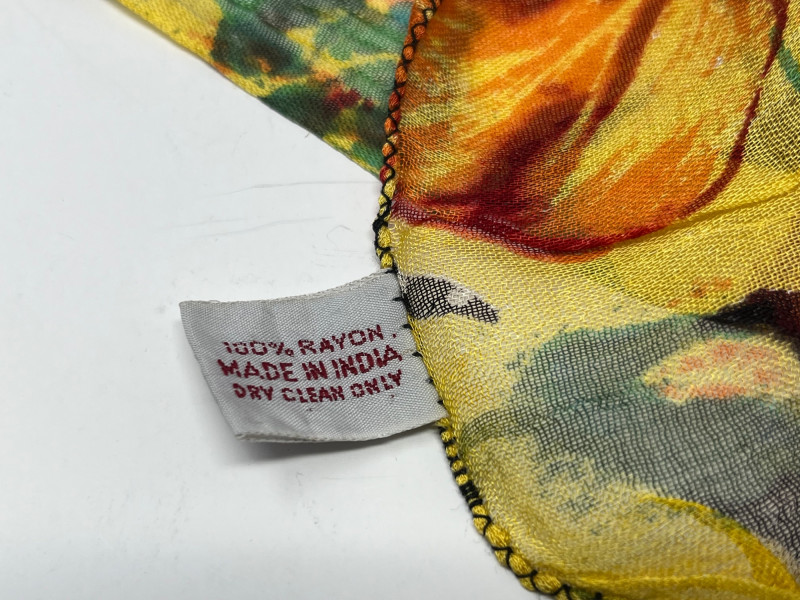 100% RAYON.
MADE IN INDIA
DRY CLEAN ONLY